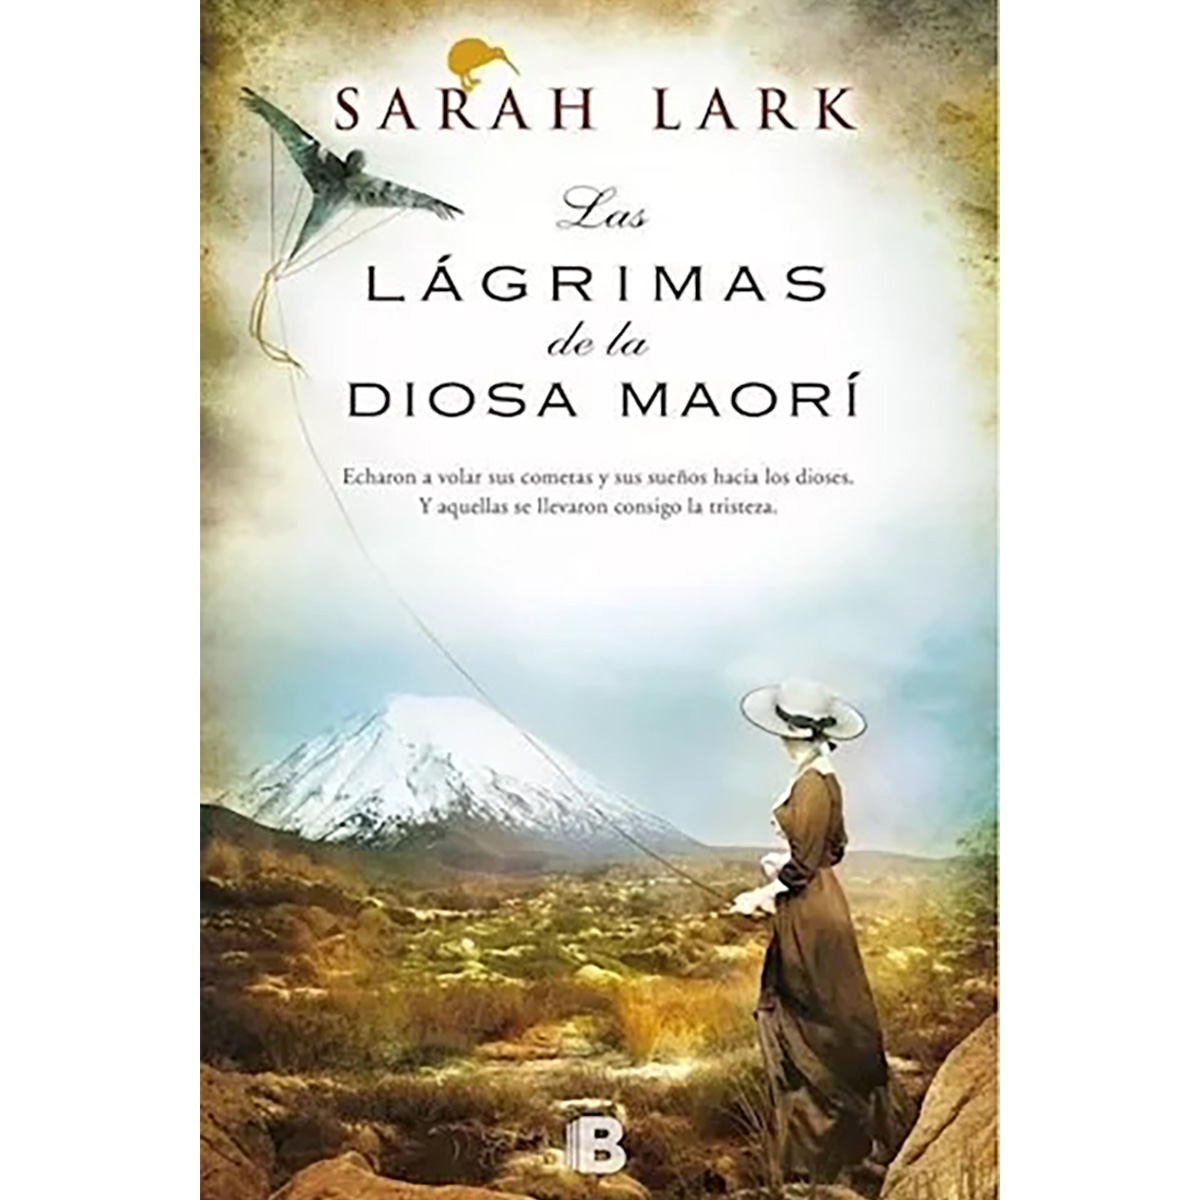 SARAH LARK
Las
LÁGRIMAS
de la
DIOSA MAORÍ
Echaron a volar sus cometas y sus sueños hacia los dioses.
Y aquellas se llevaron consigo la tristeza.
B